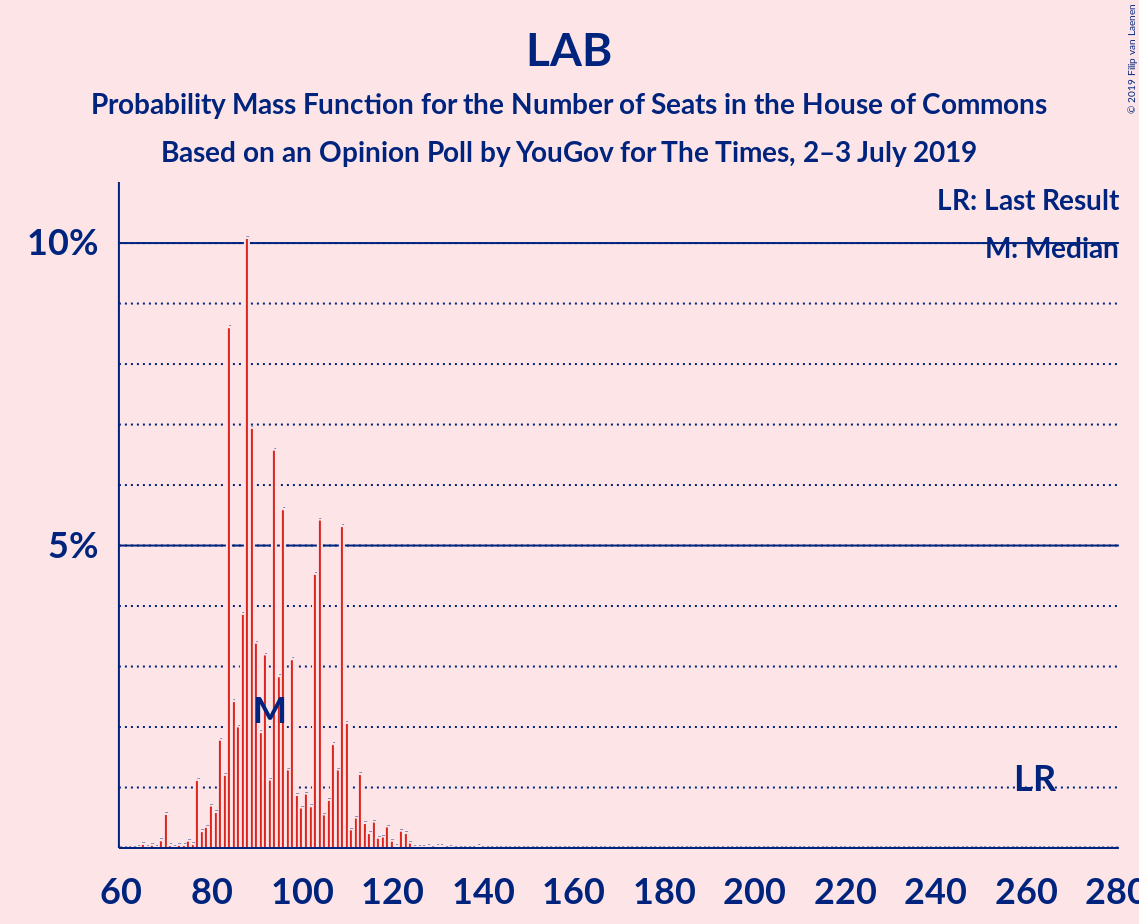 LAB
Probability Mass Function for the Number of Seats in the House of Commons
Based on an Opinion Poll by YouGov for The Times, 2–3 July 2019
© 2019 Filip van Laenen
LR: Last Result
M: Median
10%
5%
M
LR
60 80 100 120 140 160 180 200 220 240 260 280